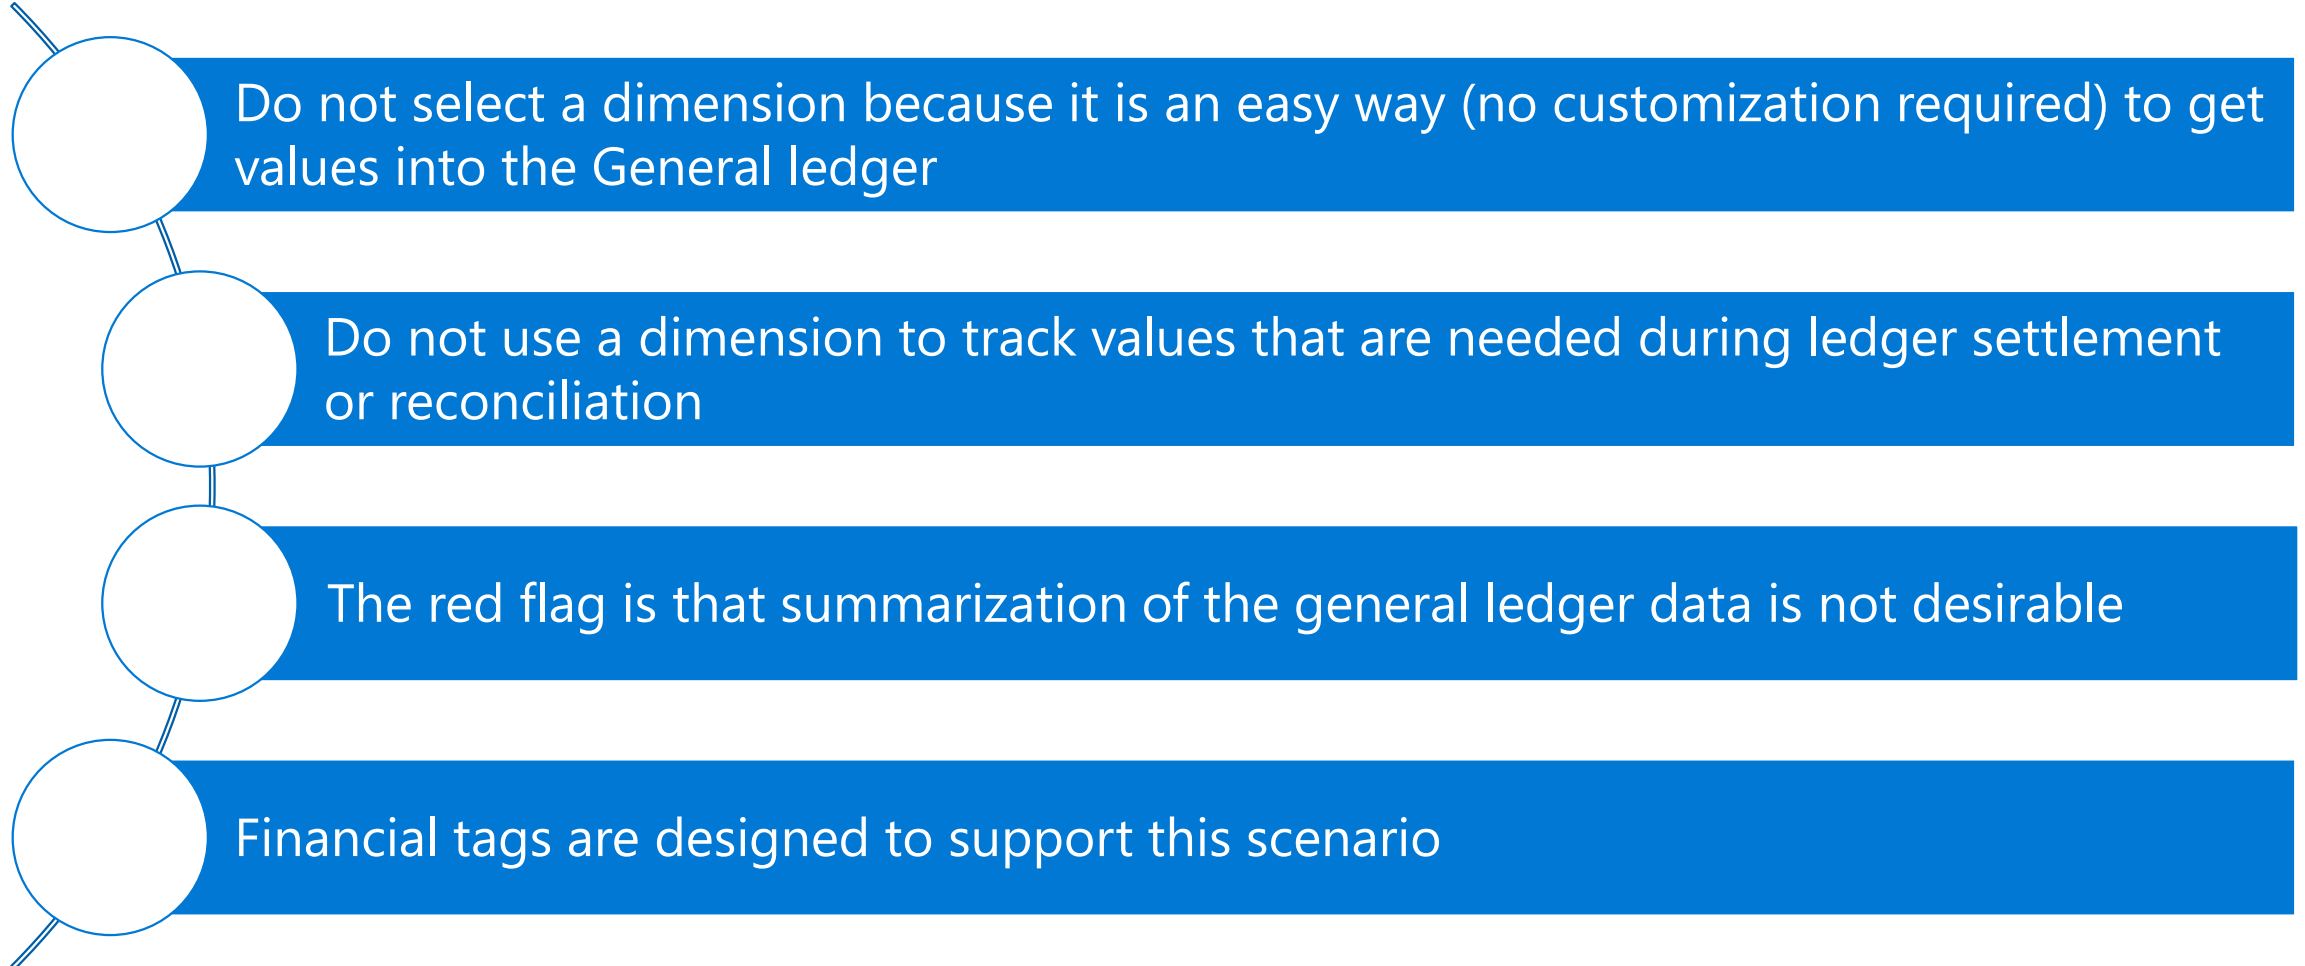 Do not select a dimension because it is an easy way (no customization required) to get
values into the General ledger
Do not use a dimension to track values that are needed during ledger settlement
or reconciliation
The red flag is that summarization of the general ledger data is not desirable
Financial tags are designed to support this scenario